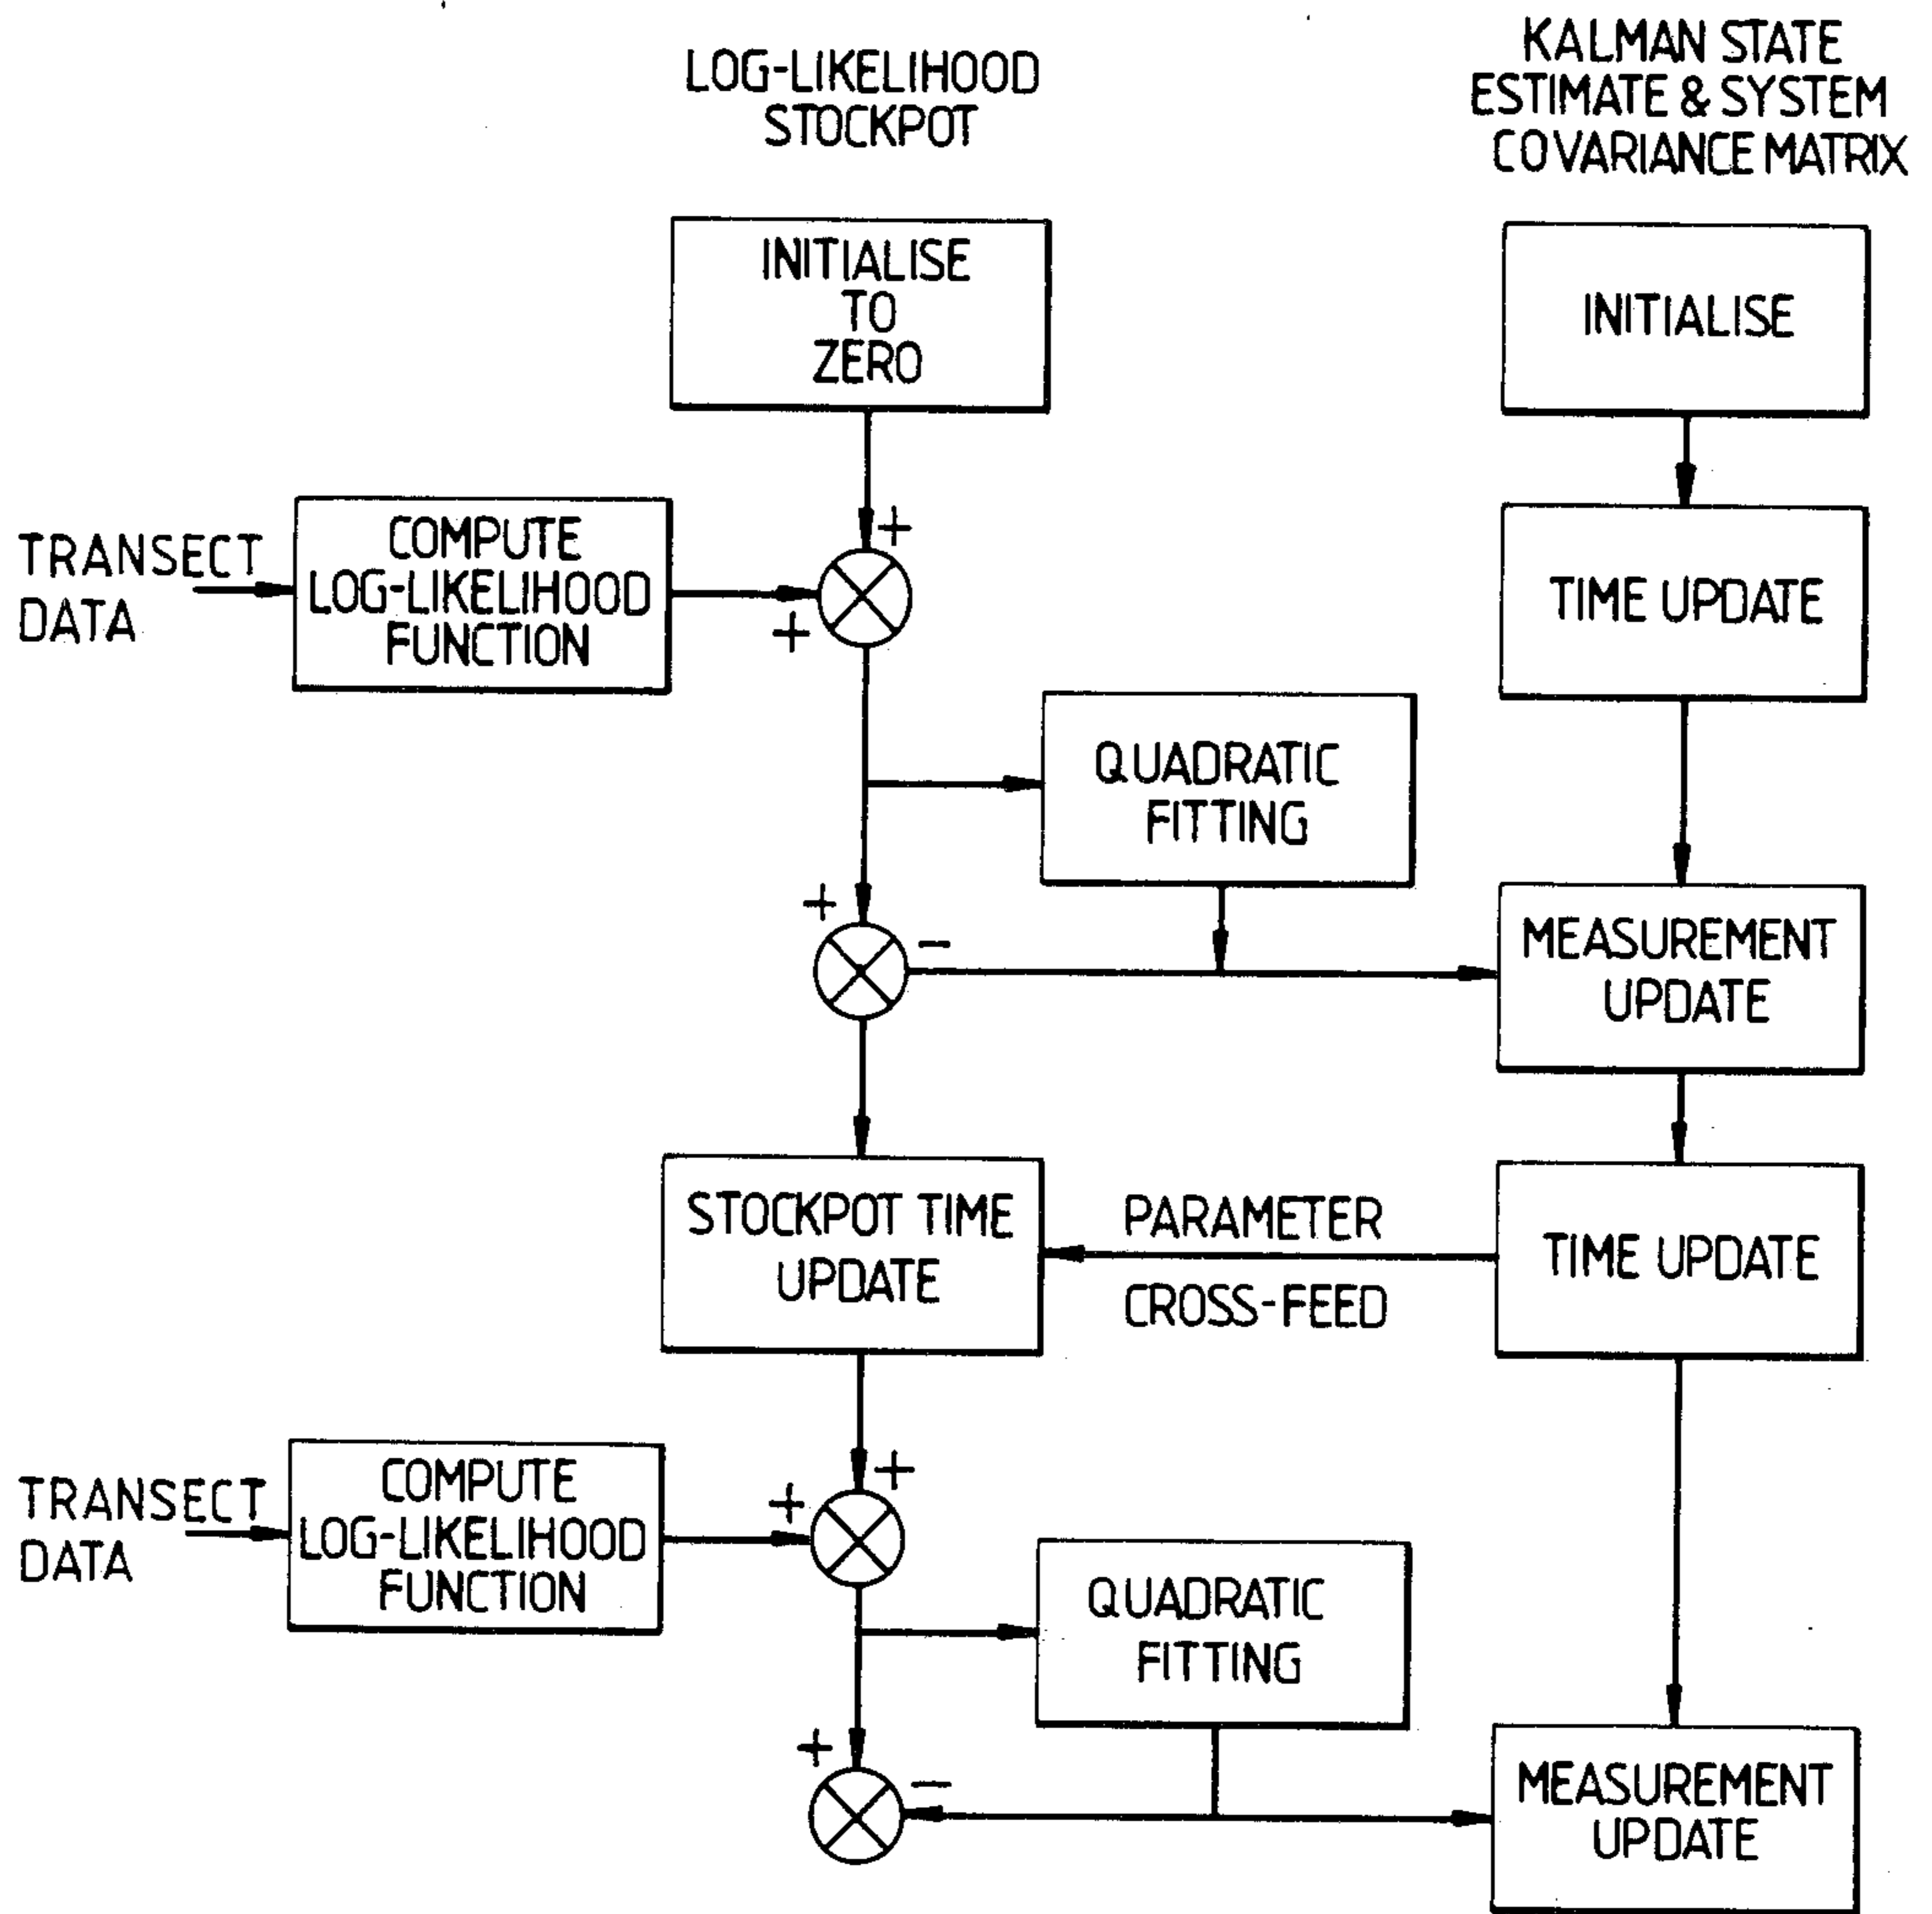 LOG-LIKELIHOOD
STOCKPOT
KALMAN STATE
ESTIMATE & SYSTEM
COVARIANCE MATRIX
INITIALISE
TO
ZERO
INITIALISE
TRANSECT
DATA
COMPUTE
LOG-LIKELIHOOD
FUNCTION
+
+
TIME UPDATE
QUADRATIC
FITTING
+
−
MEASUREMENT
UPDATE
STOCKPOT TIME
UPDATE
PARAMETER
CROSS-FEED
TIME UPDATE
TRANSECT
DATA
COMPUTE
LOG-LIKELIHOOD
FUNCTION
+
+
QUADRATIC
FITTING
+
−
MEASUREMENT
UPDATE